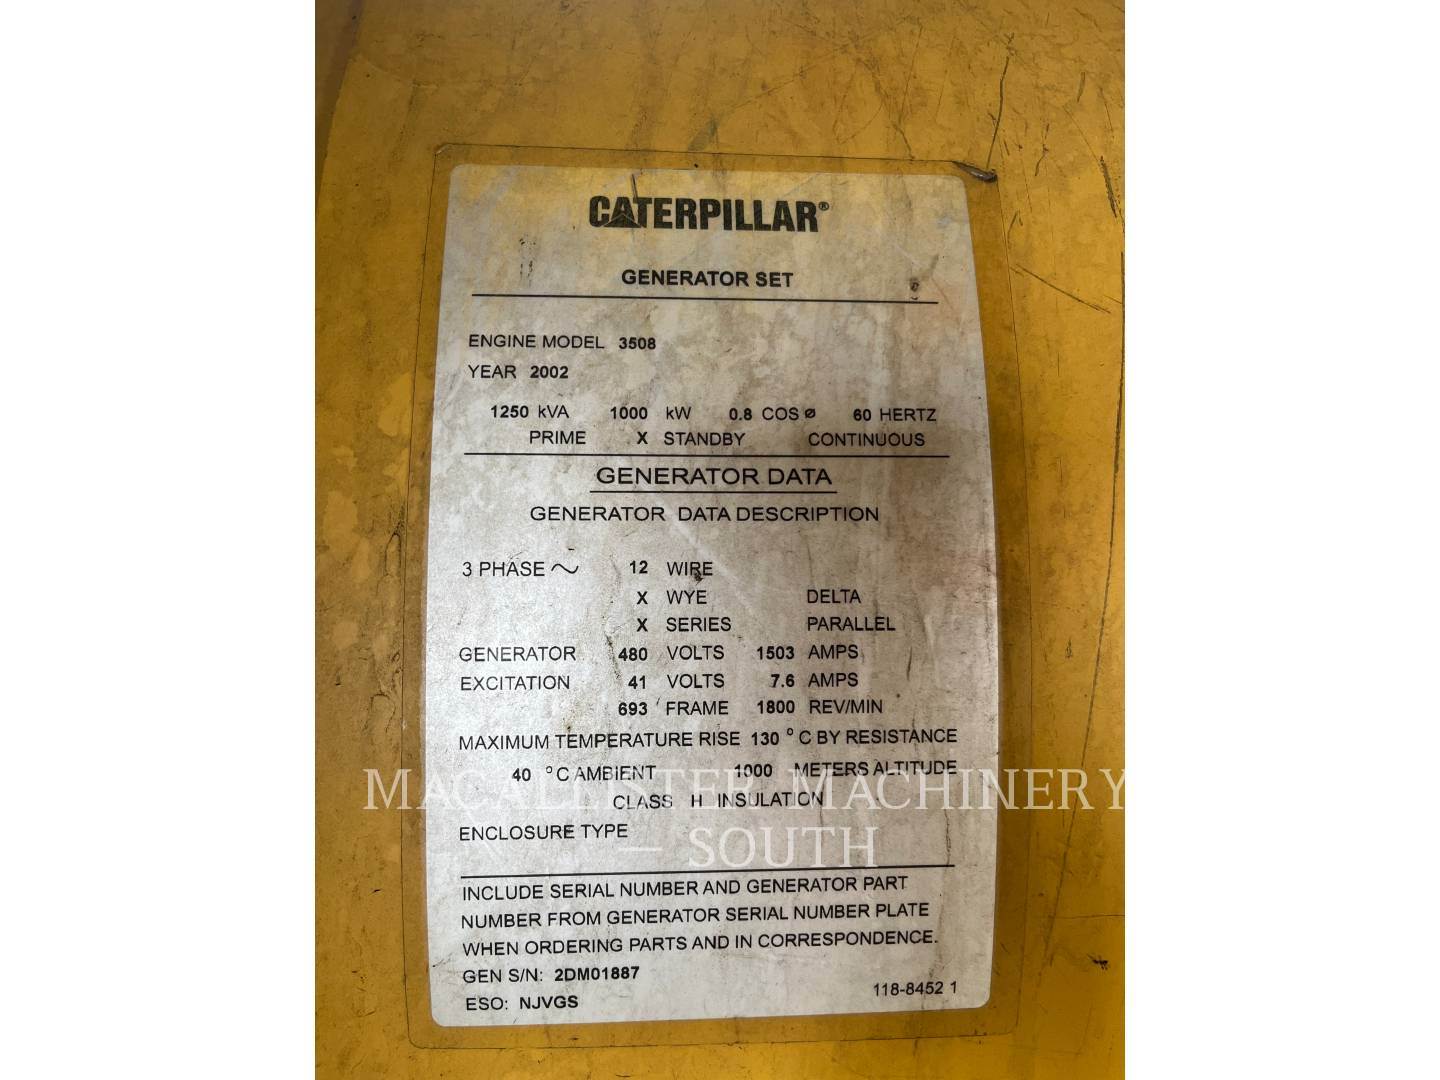 CATERPILLAR®
GENERATOR SET
ENGINE MODEL 3508
YEAR 2002
1250 kVA 1000 kW 0.8 COS ø 60 HERTZ
PRIME X STANDBY CONTINUOUS
GENERATOR DATA
GENERATOR DATA DESCRIPTION
3 PHASE ~ 12 WIRE
X WYE DELTA
X SERIES PARALLEL
GENERATOR 480 VOLTS 1503 AMPS
EXCITATION 41 VOLTS 7.6 AMPS
693 FRAME 1800 REV/MIN
MAXIMUM TEMPERATURE RISE 130 °C BY RESISTANCE
40 °C AMBIENT 1000 METERS ALTITUDE
MACALLISTER MACHINERY
CLASS H INSULATION
ENCLOSURE TYPE
— SOUTH
INCLUDE SERIAL NUMBER AND GENERATOR PART
NUMBER FROM GENERATOR SERIAL NUMBER PLATE
WHEN ORDERING PARTS AND IN CORRESPONDENCE.
GEN S/N: 2DM01887
ESO: NJVGS 118-8452 1